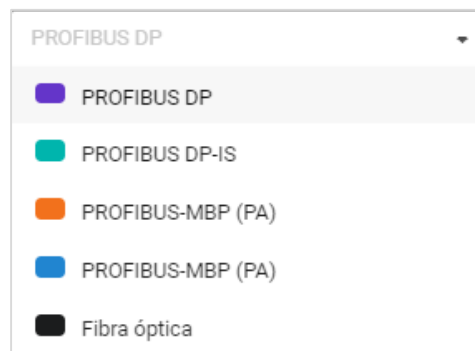 PROFIBUS DP
PROFIBUS DP
PROFIBUS DP-IS
PROFIBUS-MBP (PA)
PROFIBUS-MBP (PA)
Fibra óptica